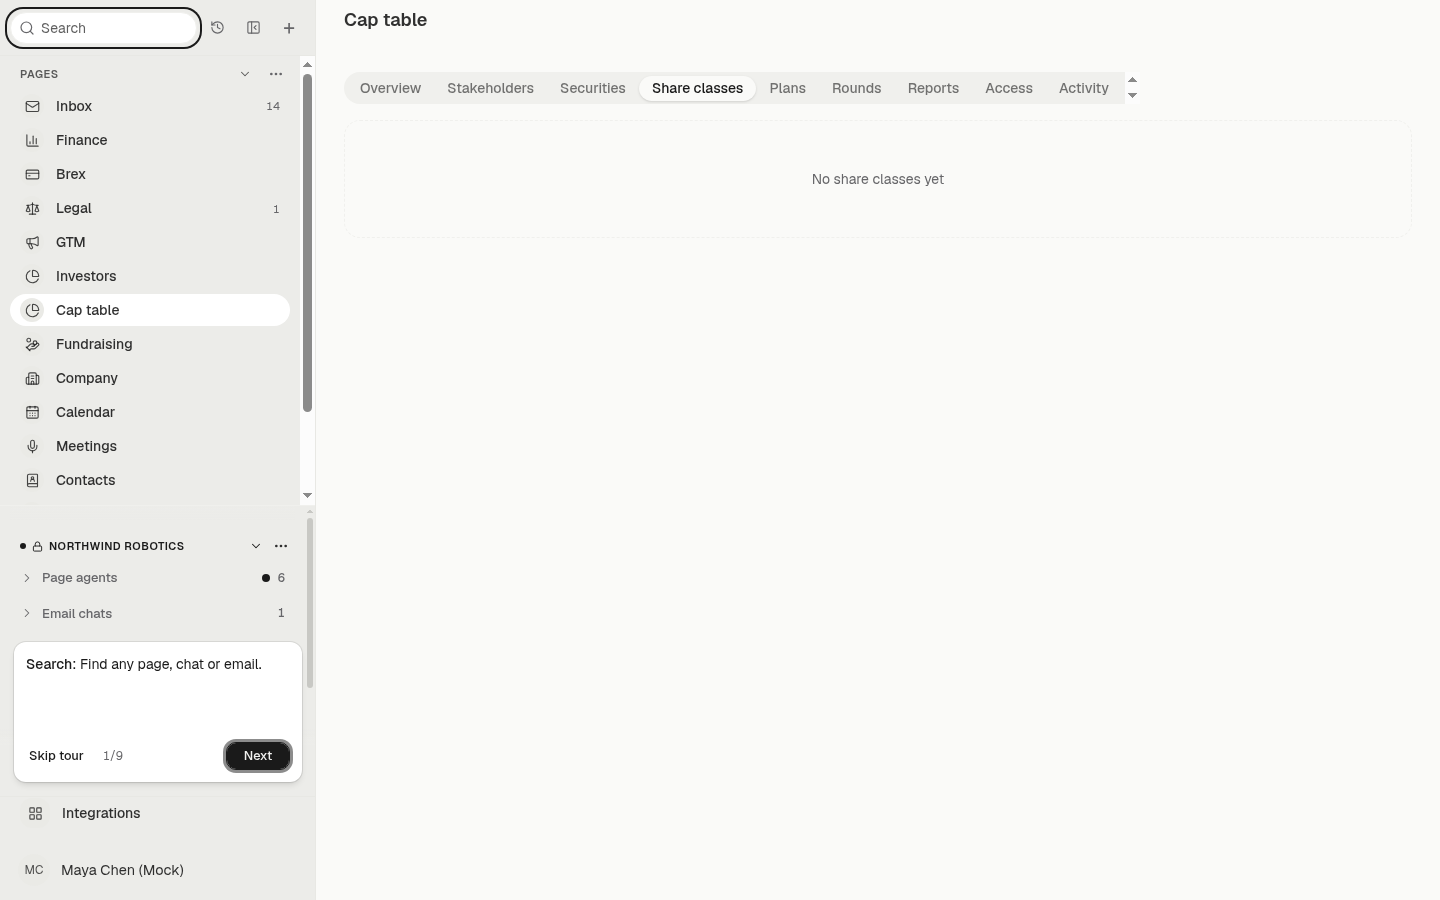 Search
PAGES
Inbox 14
Finance
Brex
Legal 1
GTM
Investors
Cap table
Fundraising
Company
Calendar
Meetings
Contacts
NORTHWIND ROBOTICS
Page agents 6
Email chats 1
Search: Find any page, chat or email.
Skip tour 1/9 Next
Integrations
MC Maya Chen (Mock)
Cap table
Overview Stakeholders Securities Share classes Plans Rounds Reports Access Activity
No share classes yet